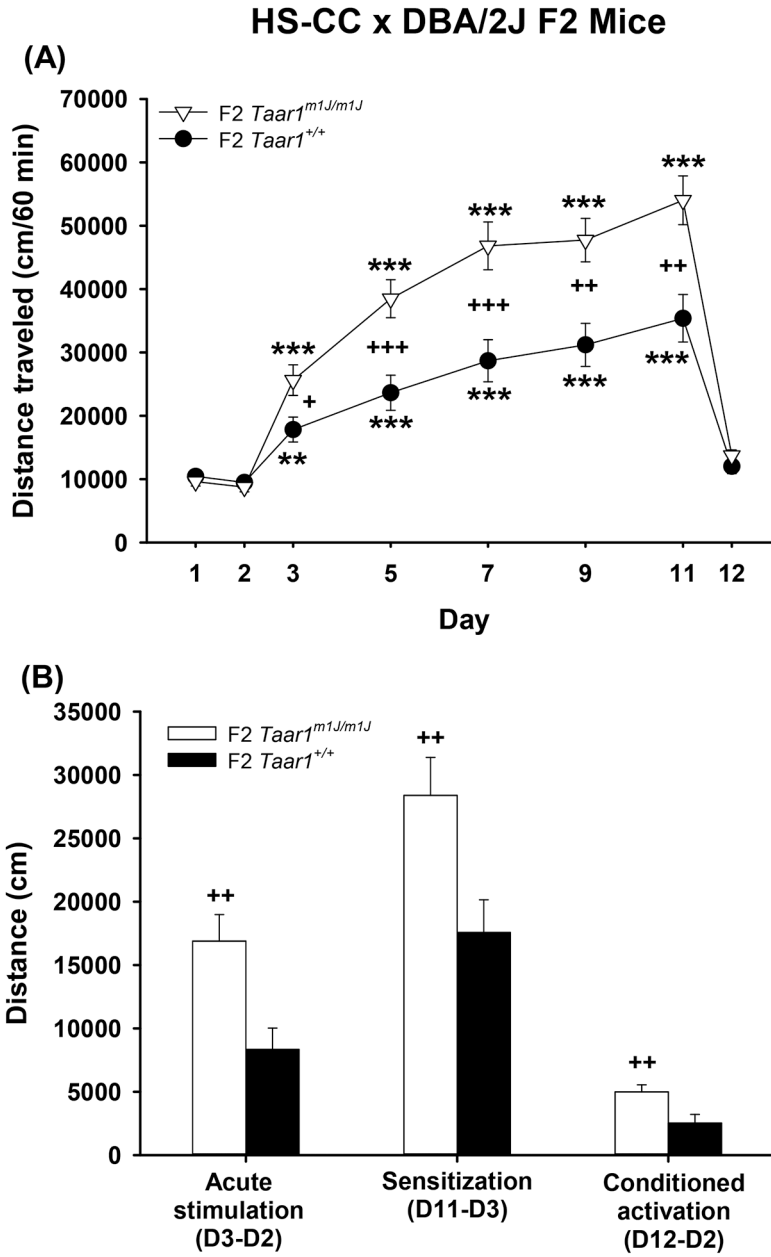 HS-CC x DBA/2J F2 Mice
(A)
F2 Taar1m1J/m1J
F2 Taar1+/+
Distance traveled (cm/60 min)
70000
60000
50000
40000
30000
20000
10000
0
***
***
***
***
***
+
+++
+++
++
++
**
***
***
***
***
1 2 3 5 7 9 11 12
Day
(B)
F2 Taar1m1J/m1J
F2 Taar1+/+
Distance (cm)
35000
30000
25000
20000
15000
10000
5000
0
++
++
++
Acute
stimulation
(D3-D2)
Sensitization
(D11-D3)
Conditioned
activation
(D12-D2)